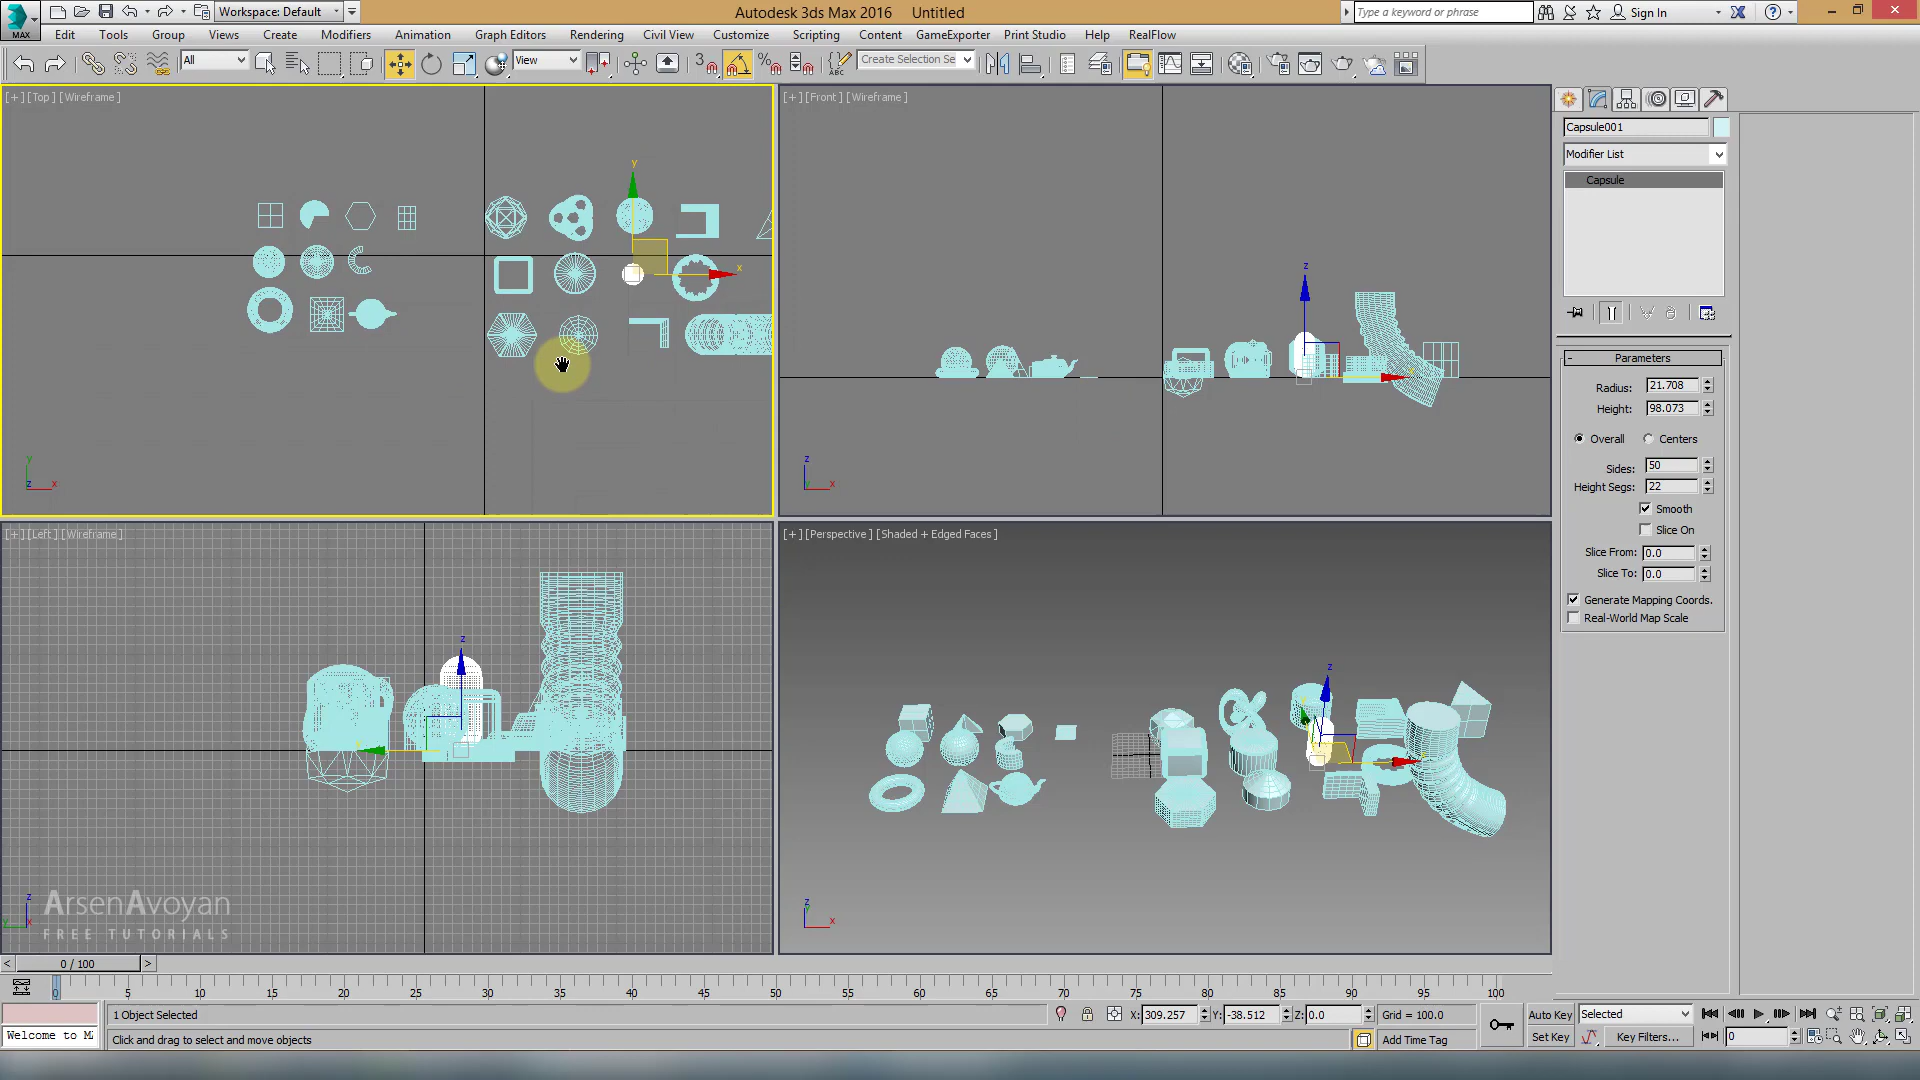 Workspace: Default
Autodesk 3ds Max 2016    Untitled
Type a keyword or phrase
Sign In
MAX
Edit
Tools
Group
Views
Create
Modifiers
Animation
Graph Editors
Rendering
Civil View
Customize
Scripting
Content
GameExporter
Print Studio
Help
RealFlow
All
View
3
ABC
Create Selection Se
[+] [Top] [Wireframe]
[+] [Front] [Wireframe]
[+] [Left] [Wireframe]
[+] [Perspective] [Shaded + Edged Faces]
Capsule001
Modifier List
Capsule
Parameters
Radius: 21.708
Height: 98.073
Overall
Centers
Sides: 50
Height Segs: 22
Smooth
Slice On
Slice From: 0.0
Slice To: 0.0
Generate Mapping Coords.
Real-World Map Scale
ArsenAvoyan
FREE TUTORIALS
0 / 100
0 5 10 15 20 25 30 35 40 45 50 55 60 65 70 75 80 85 90 95 100
1 Object Selected
X: 309.257
Y: -38.512
Z: 0.0
Grid = 100.0
Auto Key
Selected
Welcome to M
Click and drag to select and move objects
Add Time Tag
Set Key
Key Filters...
0